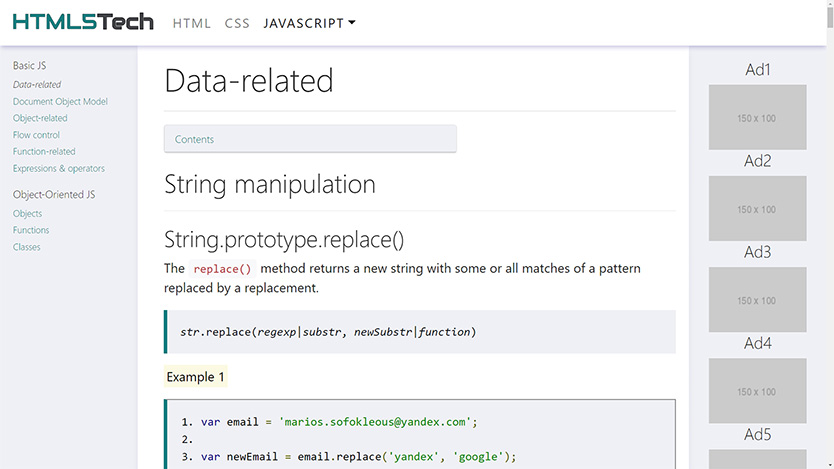 HTML5Tech HTML CSS JAVASCRIPT
Basic JS
Data-related
Document Object Model
Object-related
Flow control
Function-related
Expressions & operators
Object-Oriented JS
Objects
Functions
Classes
Data-related
Contents
String manipulation
String.prototype.replace()
The replace() method returns a new string with some or all matches of a pattern
replaced by a replacement.
str.replace(regexp|substr, newSubstr|function)
Example 1
1. var email = 'marios.sofokleous@yandex.com';
2.
3. var newEmail = email.replace('yandex', 'google');
Ad1
150 x 100
Ad2
150 x 100
Ad3
150 x 100
Ad4
150 x 100
Ad5